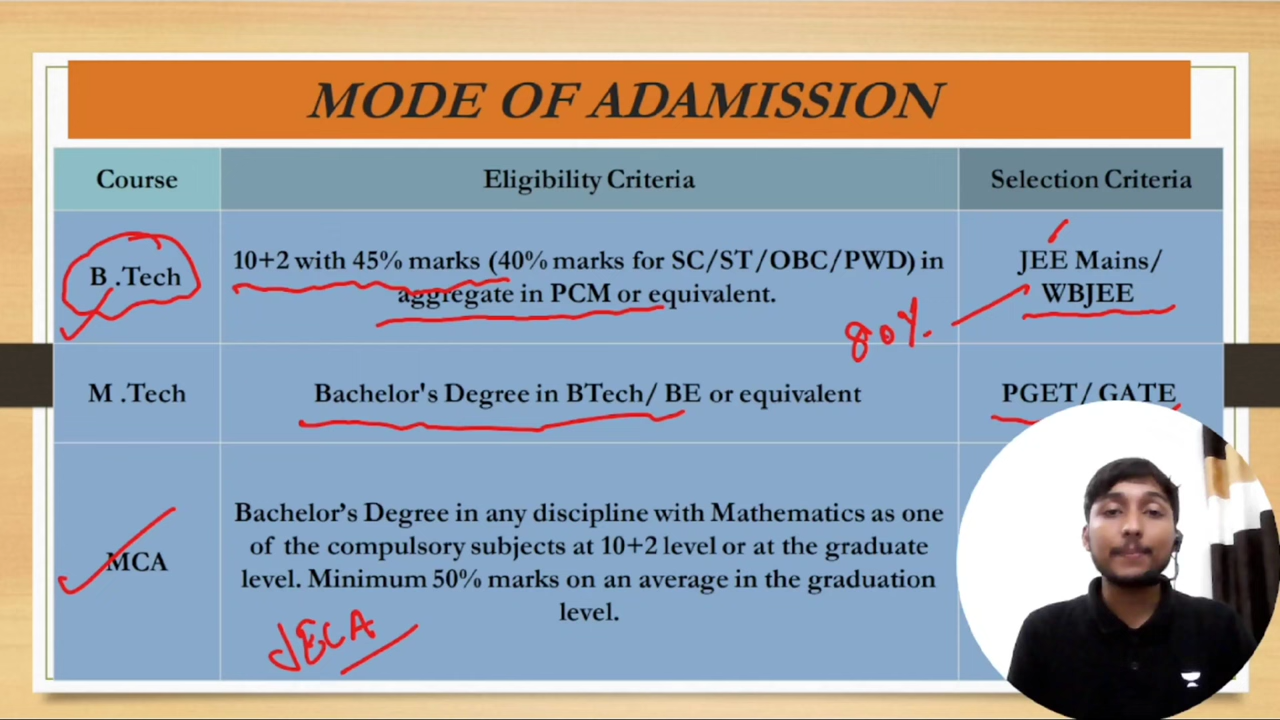 MODE OF ADAMISSION
Course
Eligibility Criteria
Selection Criteria
B .Tech
10+2 with 45% marks (40% marks for SC/ST/OBC/PWD) in
aggregate in PCM or equivalent.
JEE Mains/
WBJEE
80%
M .Tech
Bachelor's Degree in BTech/ BE or equivalent
PGET/ GATE
MCA
Bachelor’s Degree in any discipline with Mathematics as one
of the compulsory subjects at 10+2 level or at the graduate
level. Minimum 50% marks on an average in the graduation
level.
JECA